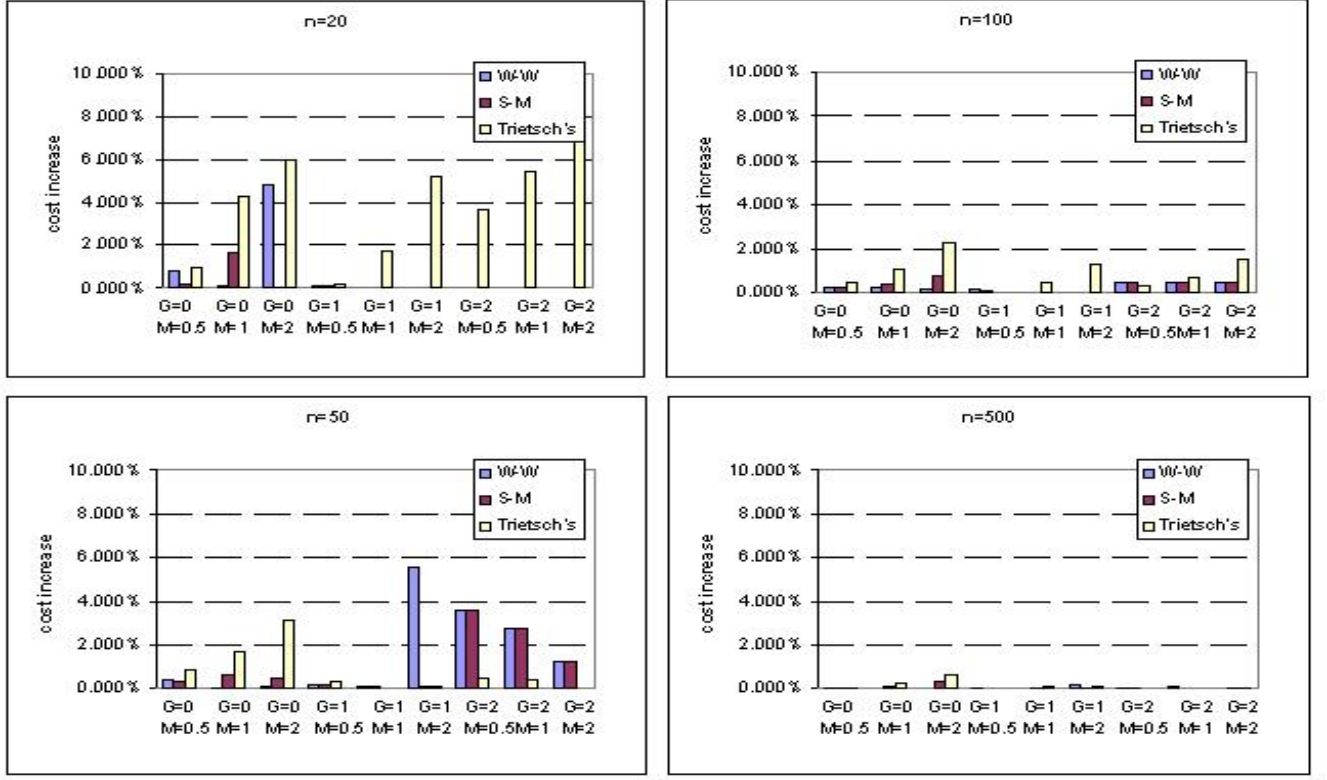 n=20
10.000%
8.000%
6.000%
4.000%
2.000%
0.000%
cost increase
W-W
S-M
Trietsch's
G=0 G=0 G=0 G=1 G=1 G=1 G=2 G=2 G=2
M=0.5 M=1 M=2 M=0.5 M=1 M=2 M=0.5 M=1 M=2
n=100
10.000%
8.000%
6.000%
4.000%
2.000%
0.000%
cost increase
W-W
S-M
Trietsch's
G=0 G=0 G=0 G=1 G=1 G=1 G=2 G=2 G=2
M=0.5 M=1 M=2 M=0.5 M=1 M=2 M=0.5 M=1 M=2
n=50
10.000%
8.000%
6.000%
4.000%
2.000%
0.000%
cost increase
W-W
S-M
Trietsch's
G=0 G=0 G=0 G=1 G=1 G=1 G=2 G=2 G=2
M=0.5 M=1 M=2 M=0.5 M=1 M=2 M=0.5 M=1 M=2
n=500
10.000%
8.000%
6.000%
4.000%
2.000%
0.000%
cost increase
W-W
S-M
Trietsch's
G=0 G=0 G=0 G=1 G=1 G=1 G=2 G=2 G=2
M=0.5 M=1 M=2 M=0.5 M=1 M=2 M=0.5 M=1 M=2